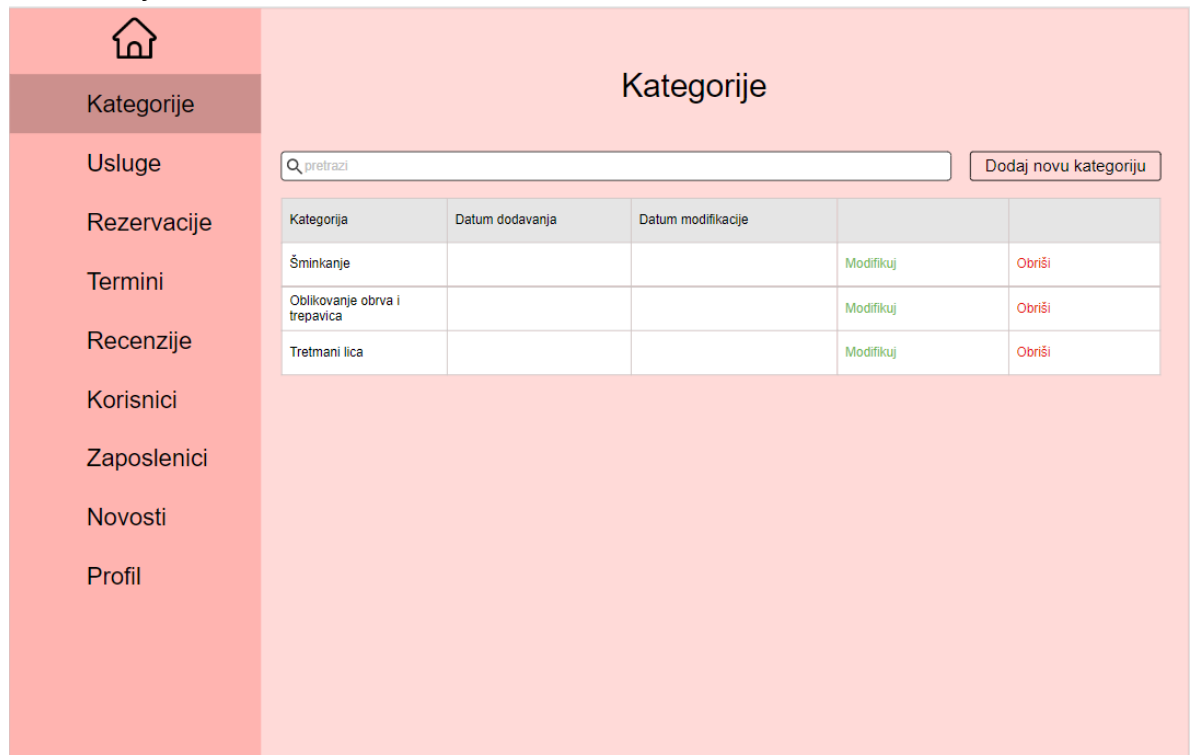 Kategorije
Usluge
Rezervacije
Termini
Recenzije
Korisnici
Zaposlenici
Novosti
Profil
Kategorije
pretrazi
Dodaj novu kategoriju
Kategorija Datum dodavanja Datum modifikacije
Šminkanje Modifikuj Obriši
Oblikovanje obrva i
trepavica Modifikuj Obriši
Tretmani lica Modifikuj Obriši